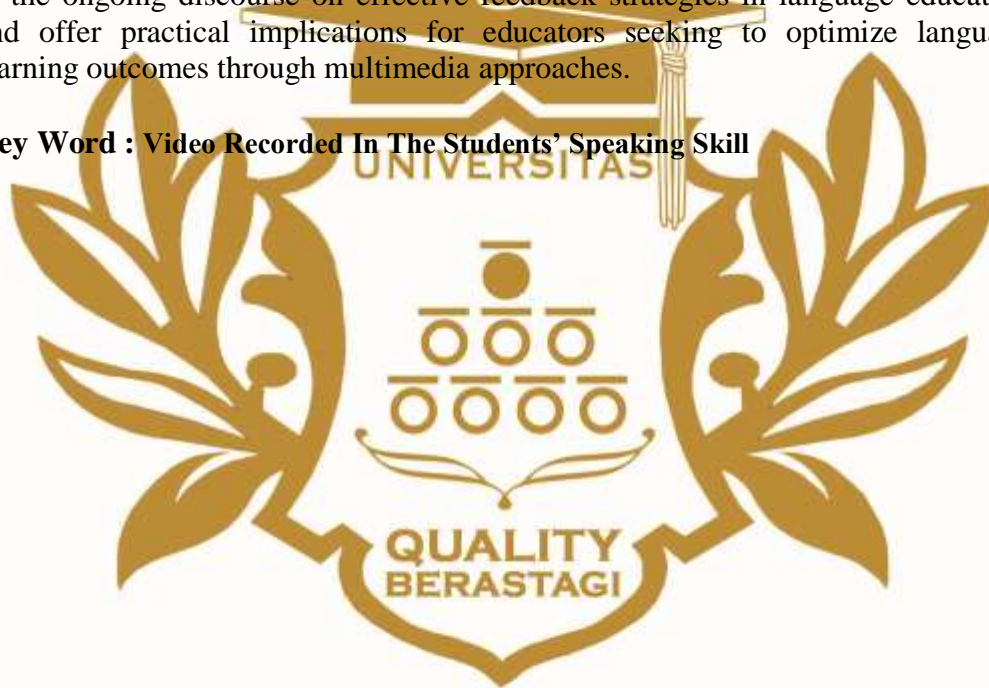 the ongoing discourse on effective feedback strategies in language educat
nd offer practical implications for educators seeking to optimize langua
arning outcomes through multimedia approaches.
ey Word : Video Recorded In The Students’ Speaking Skill
UNIVERSITAS
QUALITY
BERASTAGI